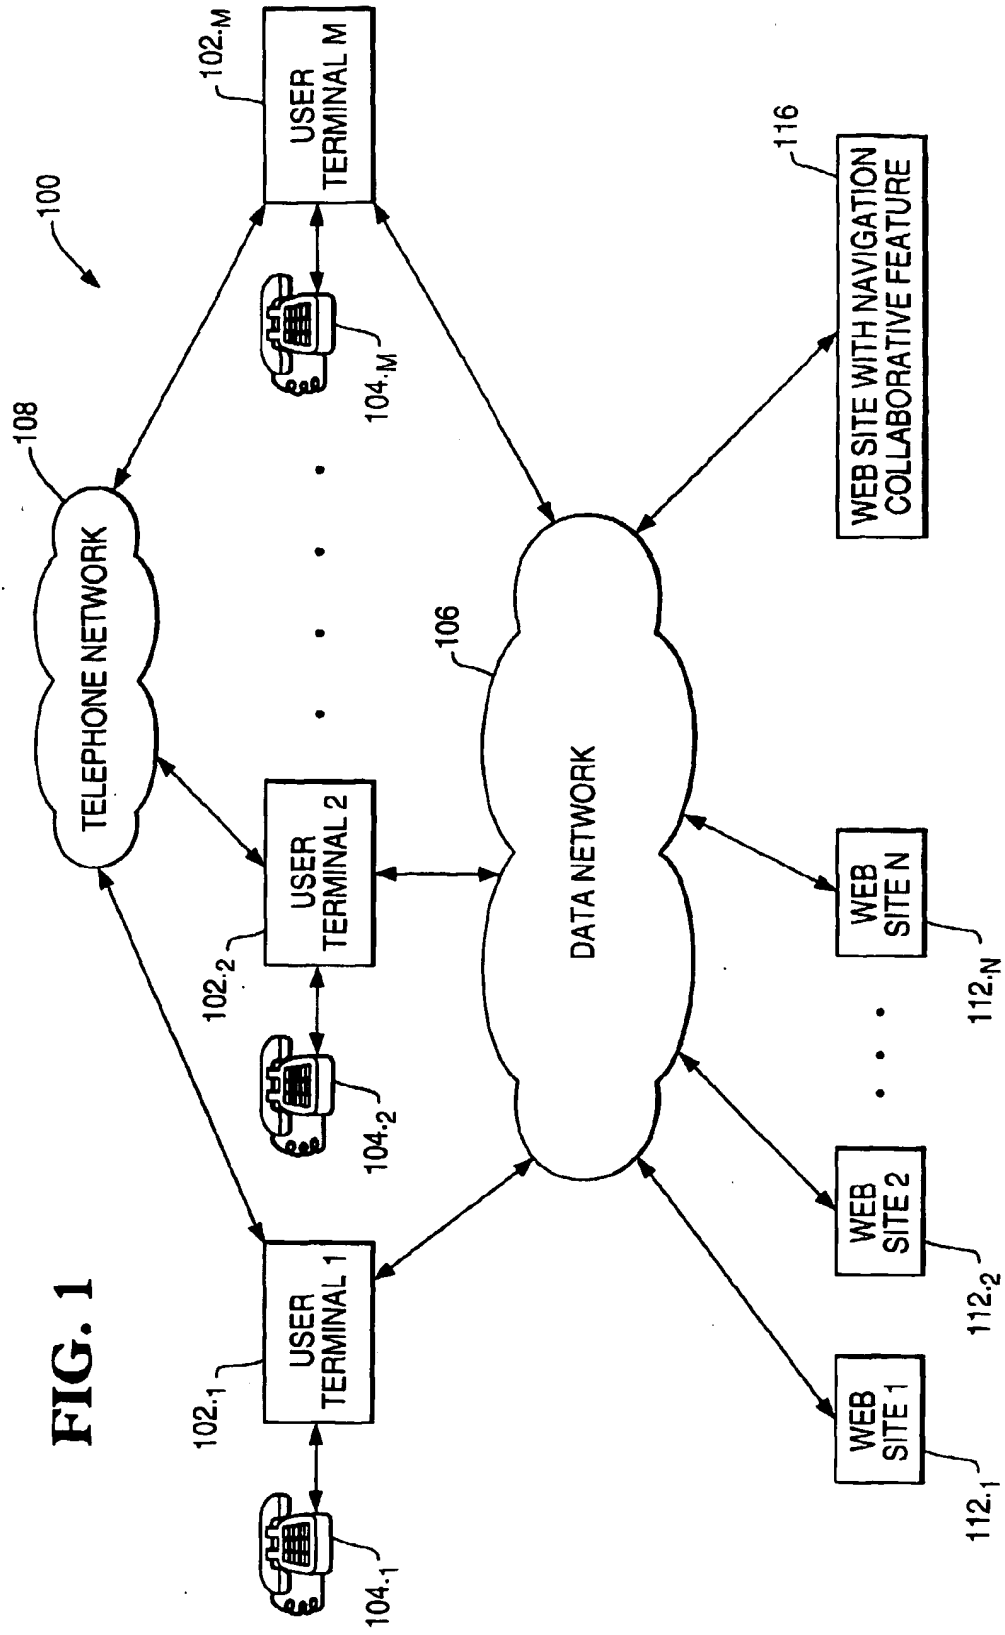 FIG. 1
100
108
TELEPHONE NETWORK
102.1
USER
TERMINAL 1
102.2
USER
TERMINAL 2
102.M
USER
TERMINAL M
104.1
104.2
104.M
106
DATA NETWORK
WEB
SITE 1
112.1
WEB
SITE 2
112.2
WEB
SITE N
112.N
116
WEB SITE WITH NAVIGATION
COLLABORATIVE FEATURE